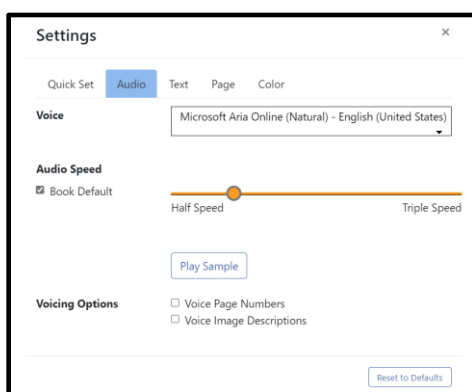 Settings ×
Quick Set Audio Text Page Color
Voice Microsoft Aria Online (Natural) - English (United States)
Audio Speed
Book Default
Half Speed Triple Speed
Play Sample
Voicing Options Voice Page Numbers
Voice Image Descriptions
Reset to Defaults